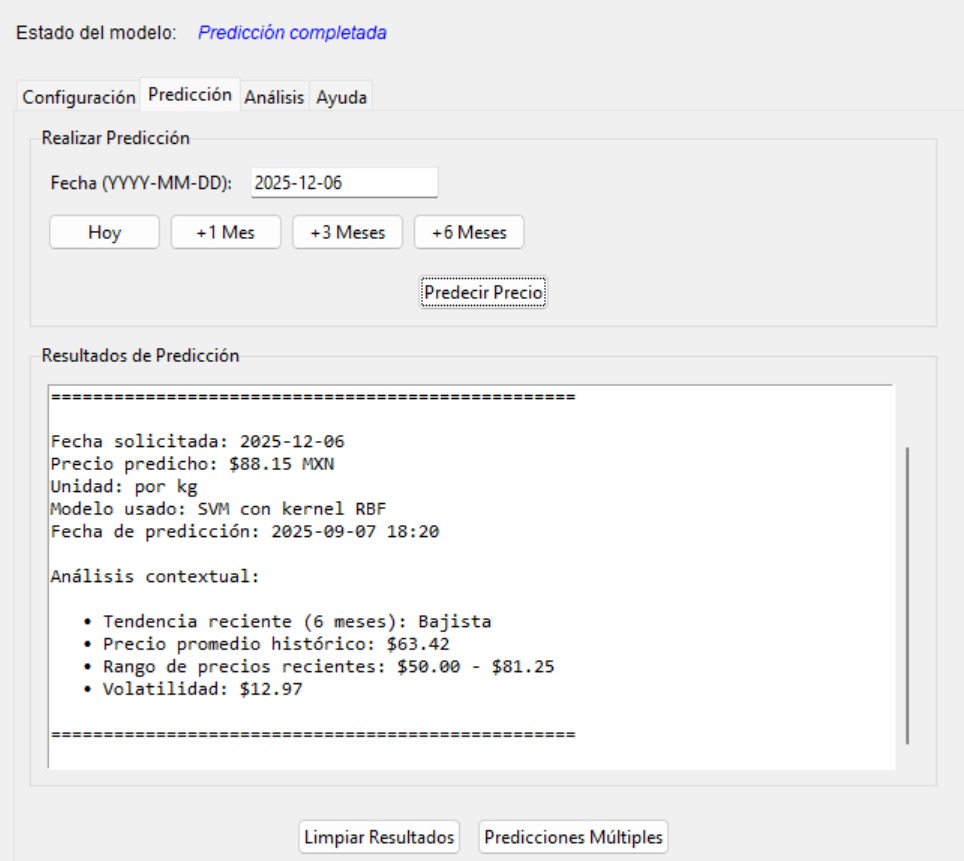 Estado del modelo: Predicción completada
Configuración Predicción Análisis Ayuda
Realizar Predicción
Fecha (YYYY-MM-DD): 2025-12-06
Hoy +1 Mes +3 Meses +6 Meses
Predecir Precio
Resultados de Predicción
==================================================
Fecha solicitada: 2025-12-06
Precio predicho: $88.15 MXN
Unidad: por kg
Modelo usado: SVM con kernel RBF
Fecha de predicción: 2025-09-07 18:20
Análisis contextual:
• Tendencia reciente (6 meses): Bajista
• Precio promedio histórico: $63.42
• Rango de precios recientes: $50.00 - $81.25
• Volatilidad: $12.97
==================================================
Limpiar Resultados Predicciones Múltiples